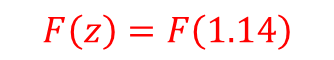 F(z) = F(1.14)